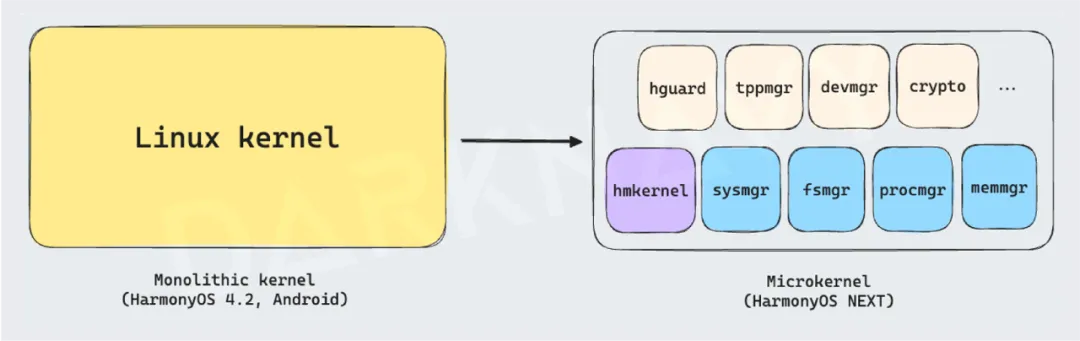 Linux kernel
hguard tppmgr devmgr crypto ...
hmkernel sysmgr fsmgr procmgr memmgr
Monolithic kernel
(HarmonyOS 4.2, Android)
Microkernel
(HarmonyOS NEXT)